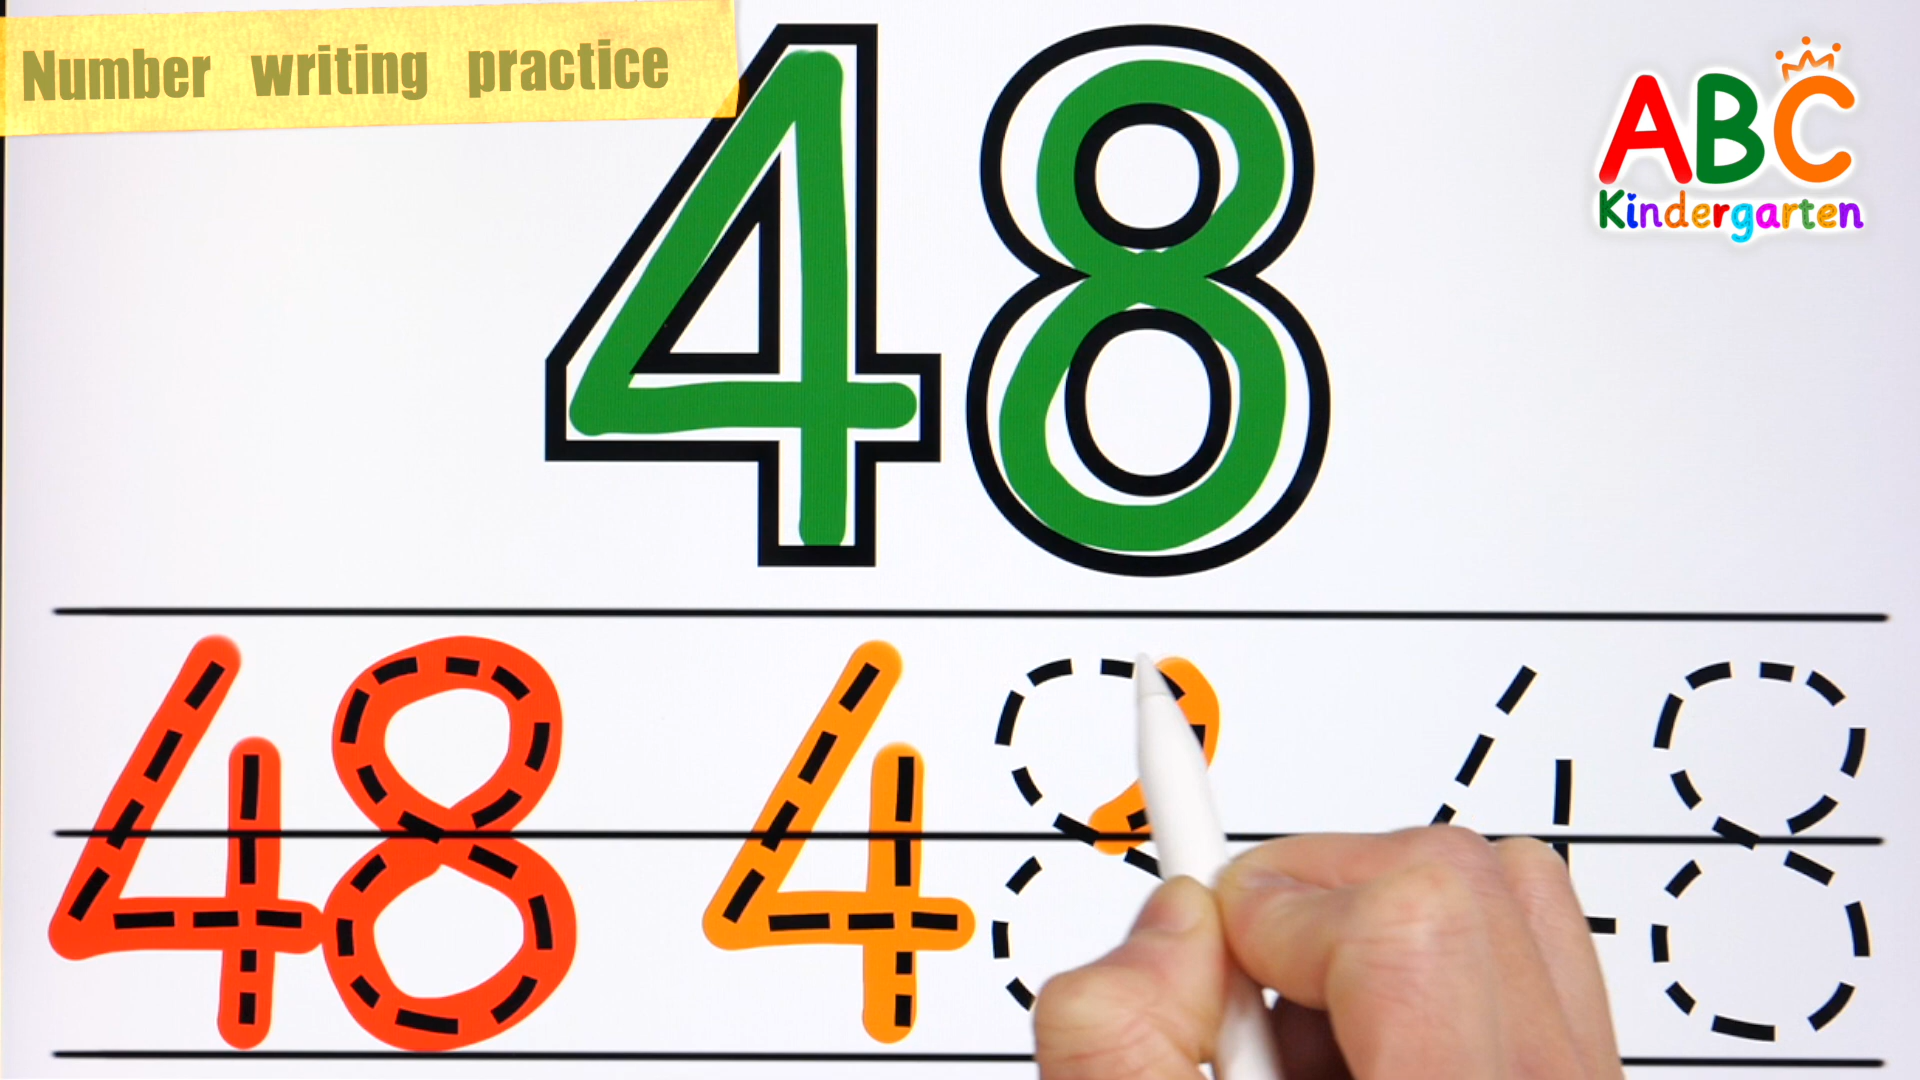 Number writing practice
ABC
Kindergarten
48
48 48 48